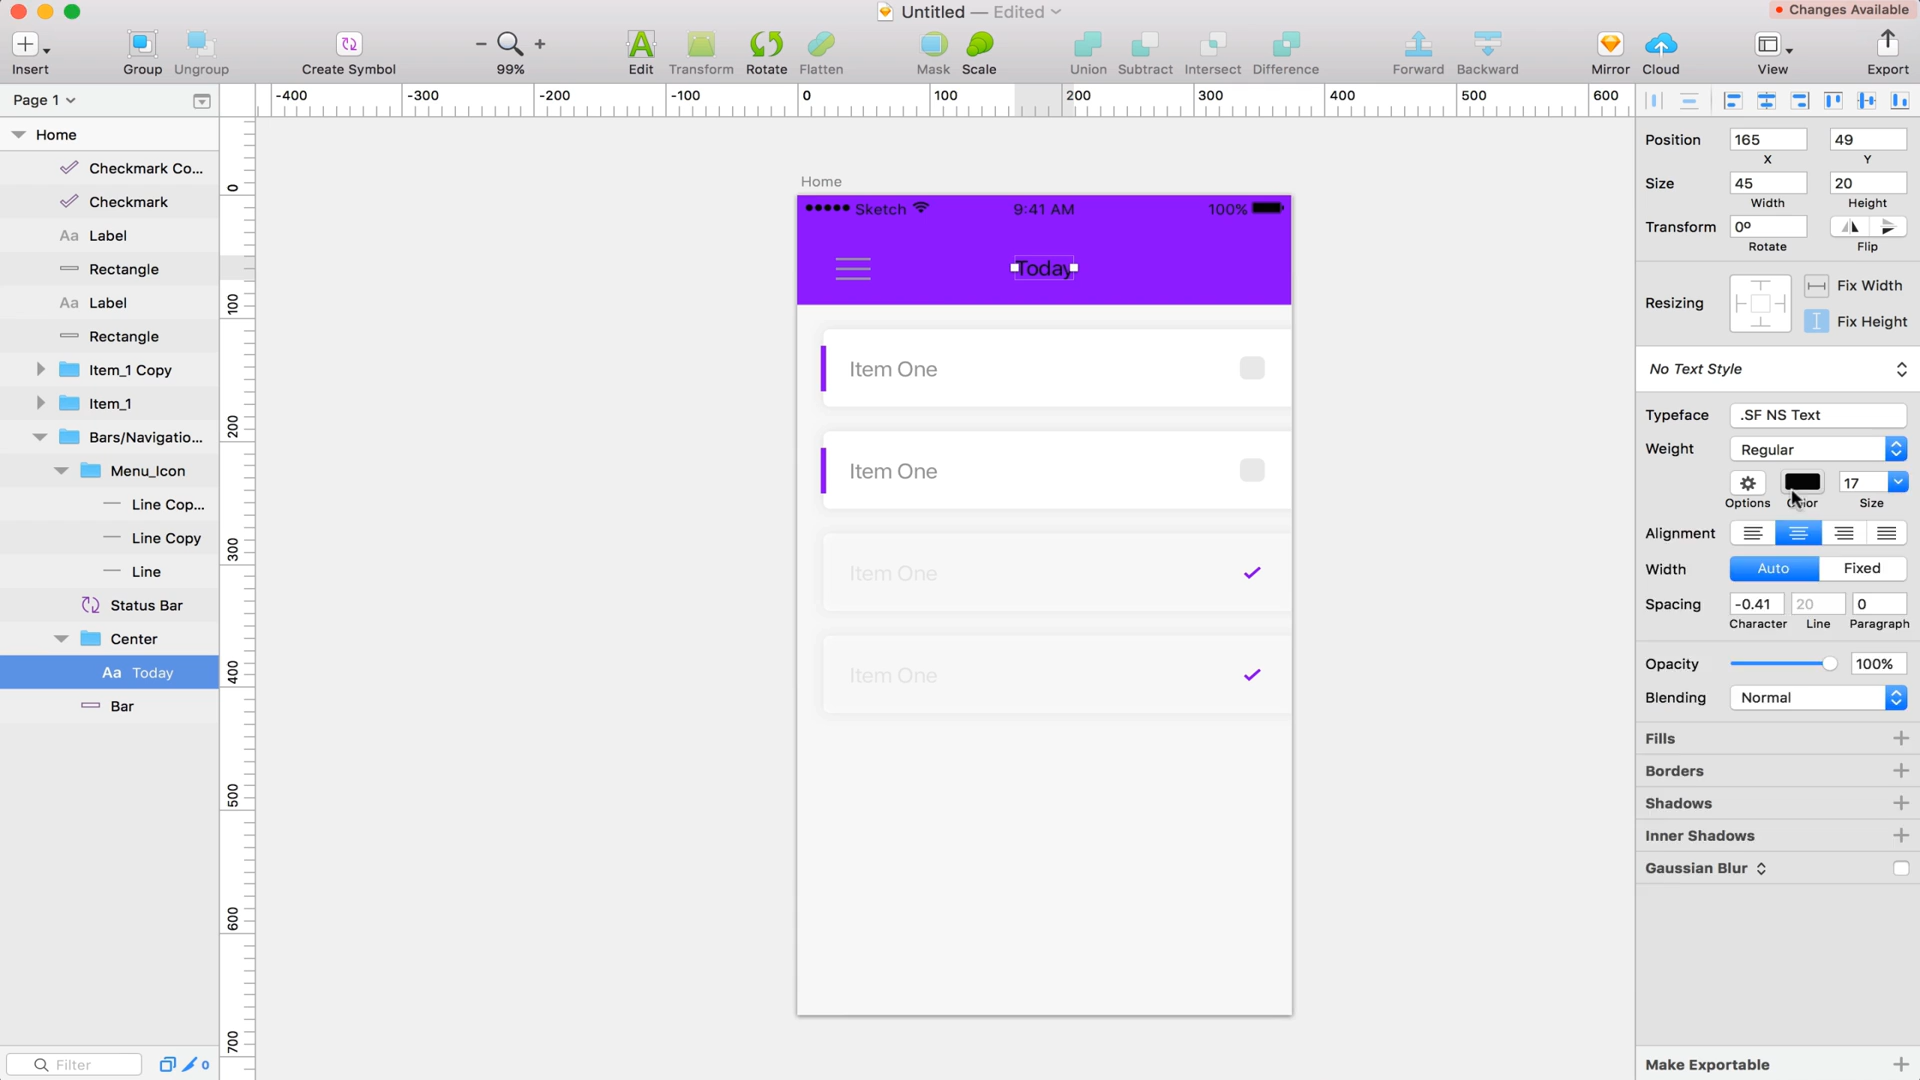 Untitled — Edited
Changes Available
Insert
Group
Ungroup
Create Symbol
99%
Edit
Transform
Rotate
Flatten
Mask
Scale
Union
Subtract
Intersect
Difference
Forward
Backward
Mirror
Cloud
View
Export
Page 1
-400
-300
-200
-100
0
100
200
300
400
500
600
Home
Checkmark Co...
Checkmark
Aa Label
Rectangle
Aa Label
Rectangle
Item_1 Copy
Item_1
Bars/Navigatio...
Menu_Icon
Line Cop...
Line Copy
Line
Status Bar
Center
Aa Today
Bar
Filter
0
0
100
200
300
400
500
600
700
Home
Sketch
9:41 AM
100%
Today
Item One
Item One
Item One
Item One
Position
165
49
X
Y
Size
45
20
Width
Height
Transform
0º
Rotate
Flip
Resizing
Fix Width
Fix Height
No Text Style
Typeface
.SF NS Text
Weight
Regular
17
Options
Color
Size
Alignment
Width
Auto
Fixed
Spacing
-0.41
20
0
Character
Line
Paragraph
Opacity
100%
Blending
Normal
Fills
Borders
Shadows
Inner Shadows
Gaussian Blur
Make Exportable